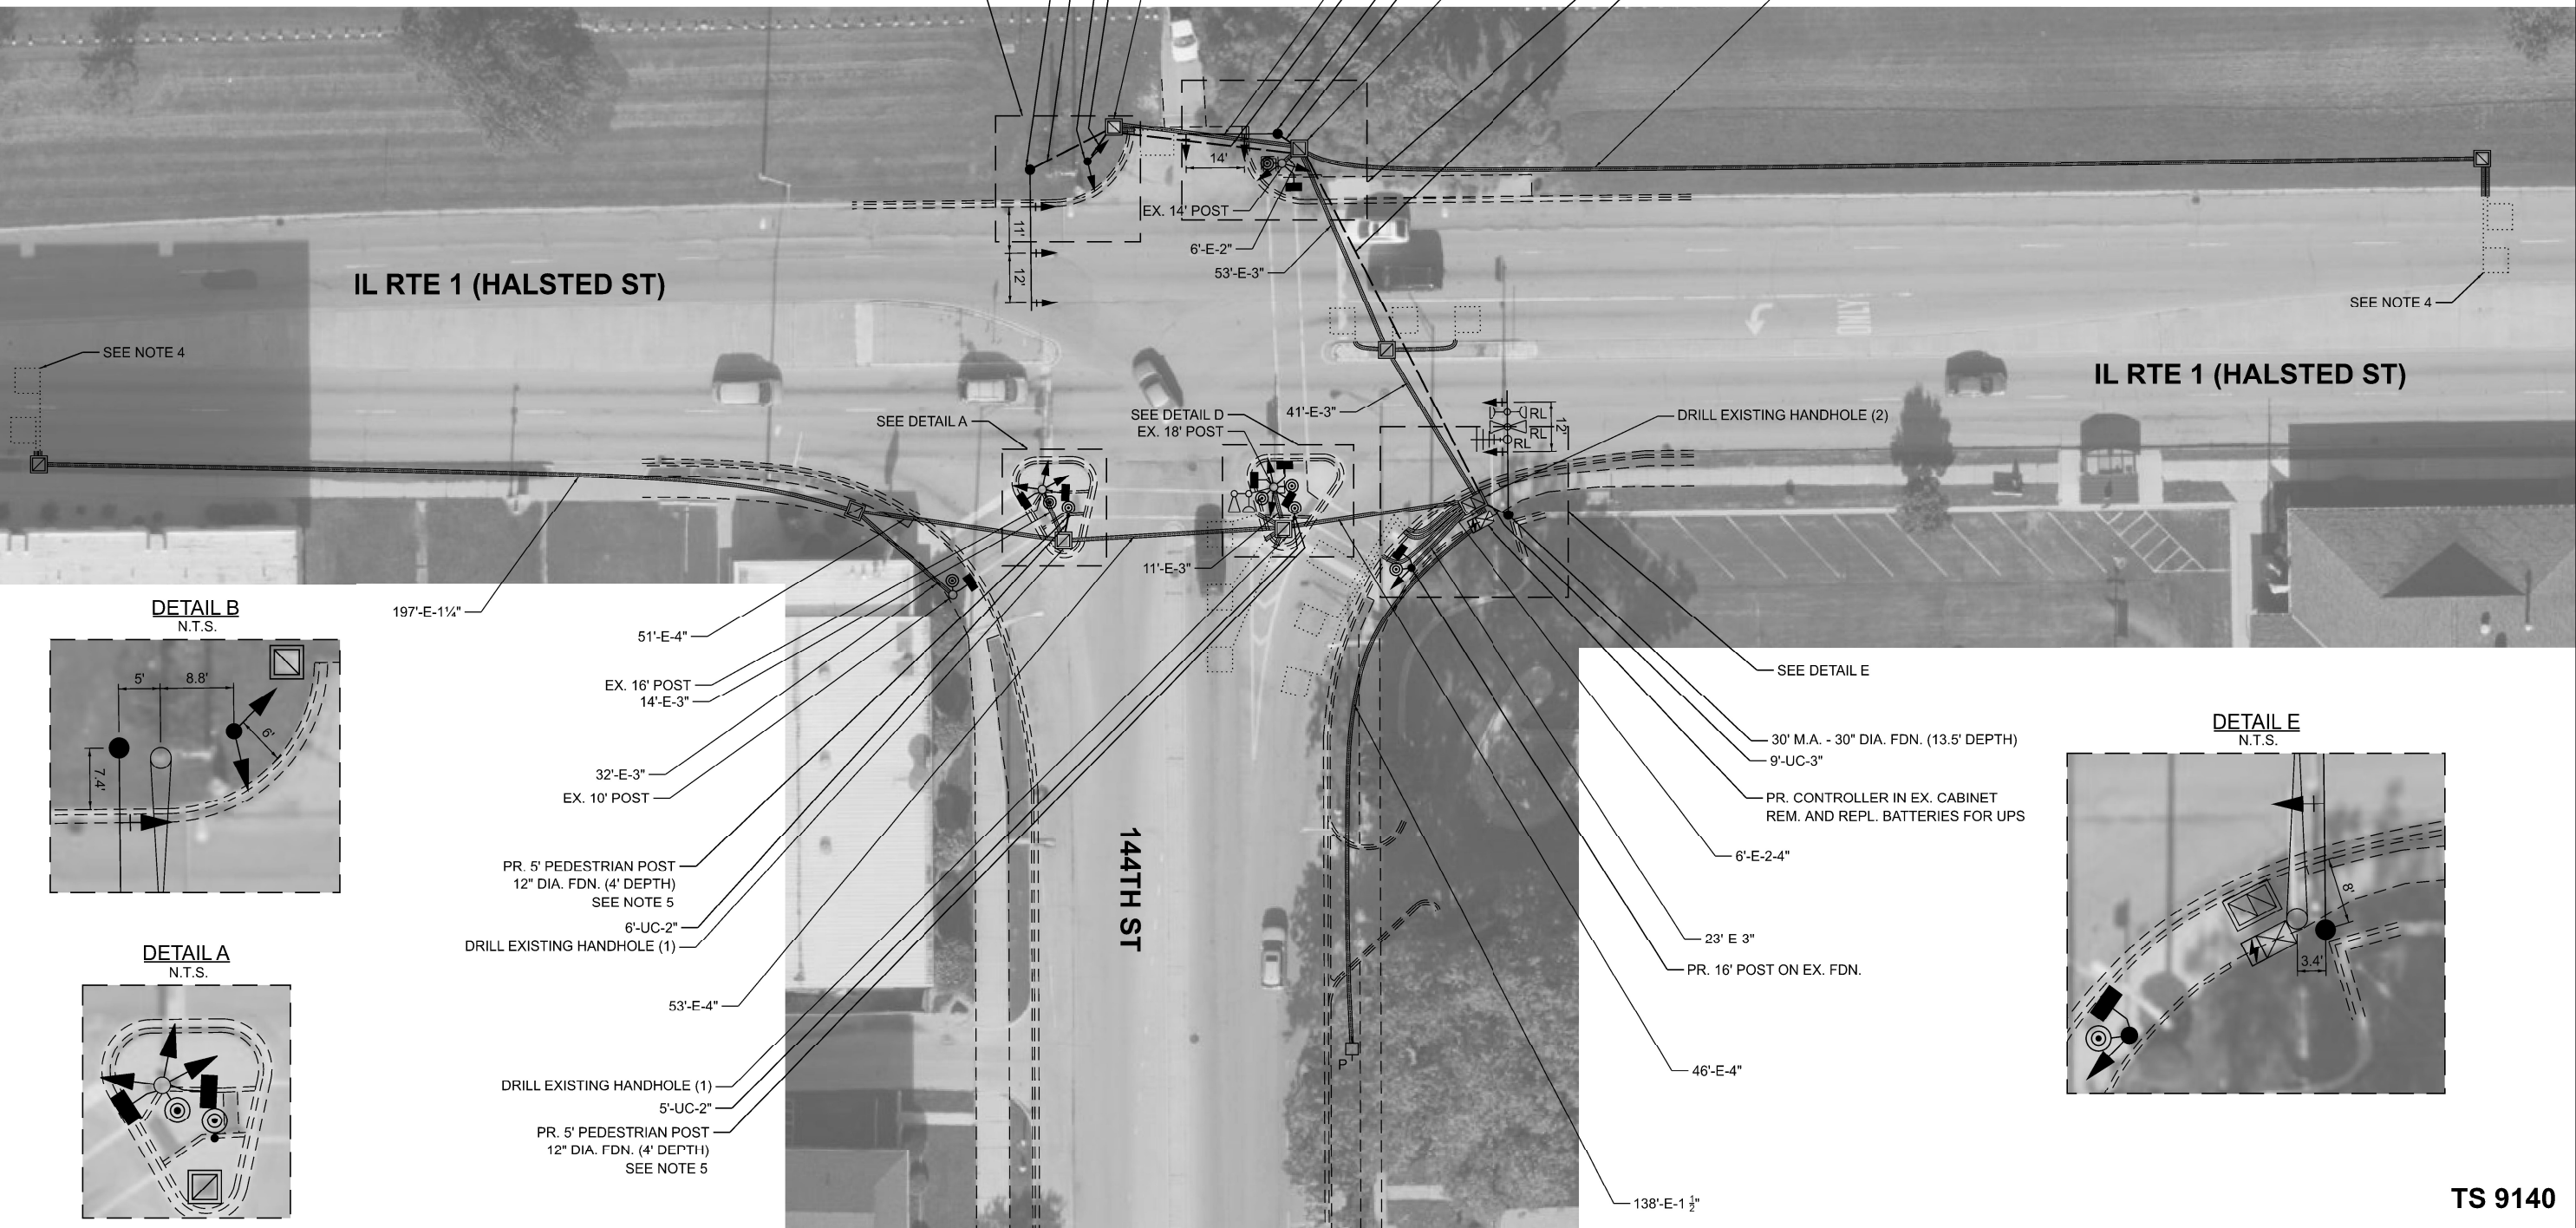 14'
EX. 14' POST
11'
6'-E-2"
53'-E-3"
12'
IL RTE 1 (HALSTED ST)
SEE NOTE 4
ONLY
SEE NOTE 4
IL RTE 1 (HALSTED ST)
SEE DETAIL A
SEE DETAIL D
EX. 18' POST
41'-E-3"
RL
RL
RL
12'
DRILL EXISTING HANDHOLE (2)
11'-E-3"
197'-E-1¼"
51'-E-4"
EX. 16' POST
14'-E-3"
32'-E-3"
EX. 10' POST
PR. 5' PEDESTRIAN POST
12" DIA. FDN. (4' DEPTH)
SEE NOTE 5
6'-UC-2"
DRILL EXISTING HANDHOLE (1)
53'-E-4"
DRILL EXISTING HANDHOLE (1)
5'-UC-2"
PR. 5' PEDESTRIAN POST
12" DIA. FDN. (4' DEPTH)
SEE NOTE 5
DETAIL B
N.T.S.
5'
8.8'
6'
7.4'
DETAIL A
N.T.S.
144TH ST
P
SEE DETAIL E
30' M.A. - 30" DIA. FDN. (13.5' DEPTH)
9'-UC-3"
PR. CONTROLLER IN EX. CABINET
REM. AND REPL. BATTERIES FOR UPS
6'-E-2-4"
23' E 3"
PR. 16' POST ON EX. FDN.
46'-E-4"
138'-E-1 ½"
DETAIL E
N.T.S.
8'
3.4'
TS 9140